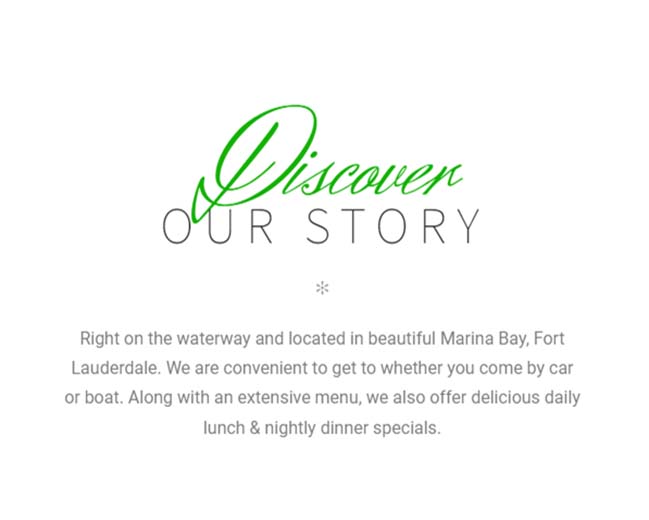 Discover
OUR STORY
*
Right on the waterway and located in beautiful Marina Bay, Fort
Lauderdale. We are convenient to get to whether you come by car
or boat. Along with an extensive menu, we also offer delicious daily
lunch & nightly dinner specials.